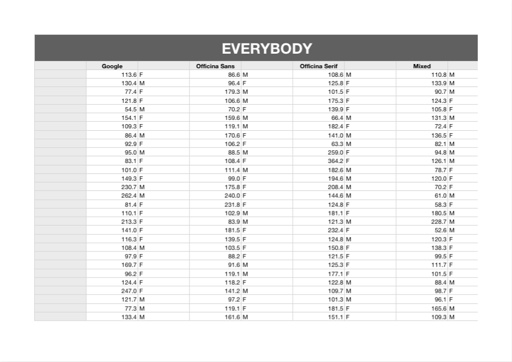 EVERYBODY
Google Officina Sans Officina Serif Mixed
113.6 F 86.6 M 108.6 M 110.8 M
130.4 M 96.4 F 125.8 F 133.9 M
77.4 F 179.3 M 101.5 F 90.7 M
121.8 F 106.6 M 175.3 F 124.3 F
54.5 M 70.2 F 139.9 F 105.8 F
154.1 F 159.6 M 66.4 M 131.3 M
109.3 F 119.1 M 182.4 F 72.4 F
86.4 M 170.6 F 141.0 M 136.5 F
92.9 F 106.2 F 63.3 M 82.1 M
95.0 M 88.5 M 259.0 F 94.8 M
83.1 F 108.4 F 364.2 F 126.1 M
101.0 F 111.4 M 182.6 M 78.7 F
149.3 F 99.0 F 194.6 M 120.0 F
230.7 M 175.8 F 208.4 M 70.2 F
262.4 M 240.0 F 144.6 M 61.0 M
81.4 F 231.8 F 124.8 F 58.3 F
110.1 F 102.9 M 181.1 F 180.5 M
213.3 F 83.9 M 121.3 M 228.7 M
141.0 F 181.5 F 232.4 F 52.6 M
116.3 F 139.5 F 124.8 M 120.3 F
108.4 M 103.5 F 150.8 F 138.3 F
97.9 F 88.2 F 121.5 F 99.5 F
169.7 F 91.6 M 125.3 F 111.7 F
96.2 F 119.1 M 177.1 F 101.5 F
124.4 F 118.2 F 122.8 M 88.4 M
247.0 F 141.2 M 109.7 M 98.7 F
121.7 M 97.2 F 101.3 M 96.1 F
77.3 M 119.1 F 181.5 F 165.6 M
133.4 M 161.6 M 151.1 F 109.3 M